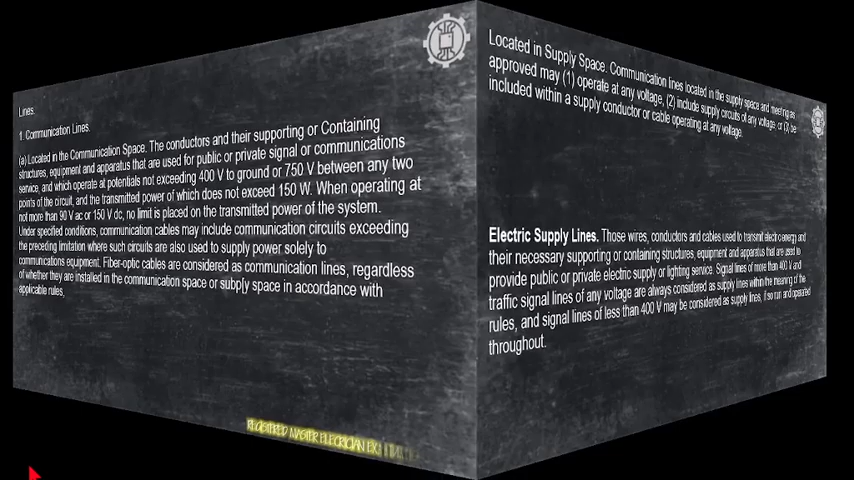 Lines.
1. Communication Lines.
(a) Located in the Communication Space. The conductors and their supporting or Containing
structures, equipment and apparatus that are used for public or private signal or communications
service, and which operate at potentials not exceeding 400 V to ground or 750 V between any two
points of the circuit, and the transmitted power of which does not exceed 150 W. When operating at
not more than 90 V ac or 150 V dc, no limit is placed on the transmitted power of the system.
Under specified conditions, communication cables may include communication circuits exceeding
the preceding limitation where such circuits are also used to supply power solely to
communications equipment. Fiber-optic cables are considered as communication lines, regardless
of whether they are installed in the communication space or supply space in accordance with
applicable rules.
REGISTERED MASTER ELECRICIAN
Located in Supply Space. Communication lines located in the supply space and meeting as
approved may (1) operate at any voltage, (2) include supply circuits of any voltage, or (3) be
included within a supply conductor or cable operating at any voltage.
Electric Supply Lines. Those wires, conductors and cables used to transmit electric energy and
their necessary supporting or containing structures, equipment and apparatus that are used to
provide public or private electric supply or lighting service. Signal lines of more than 400 V and
traffic signal lines of any voltage are always considered as supply lines within the meaning of the
rules, and signal lines of less than 400 V may be considered as supply lines, if so run and operated
throughout.